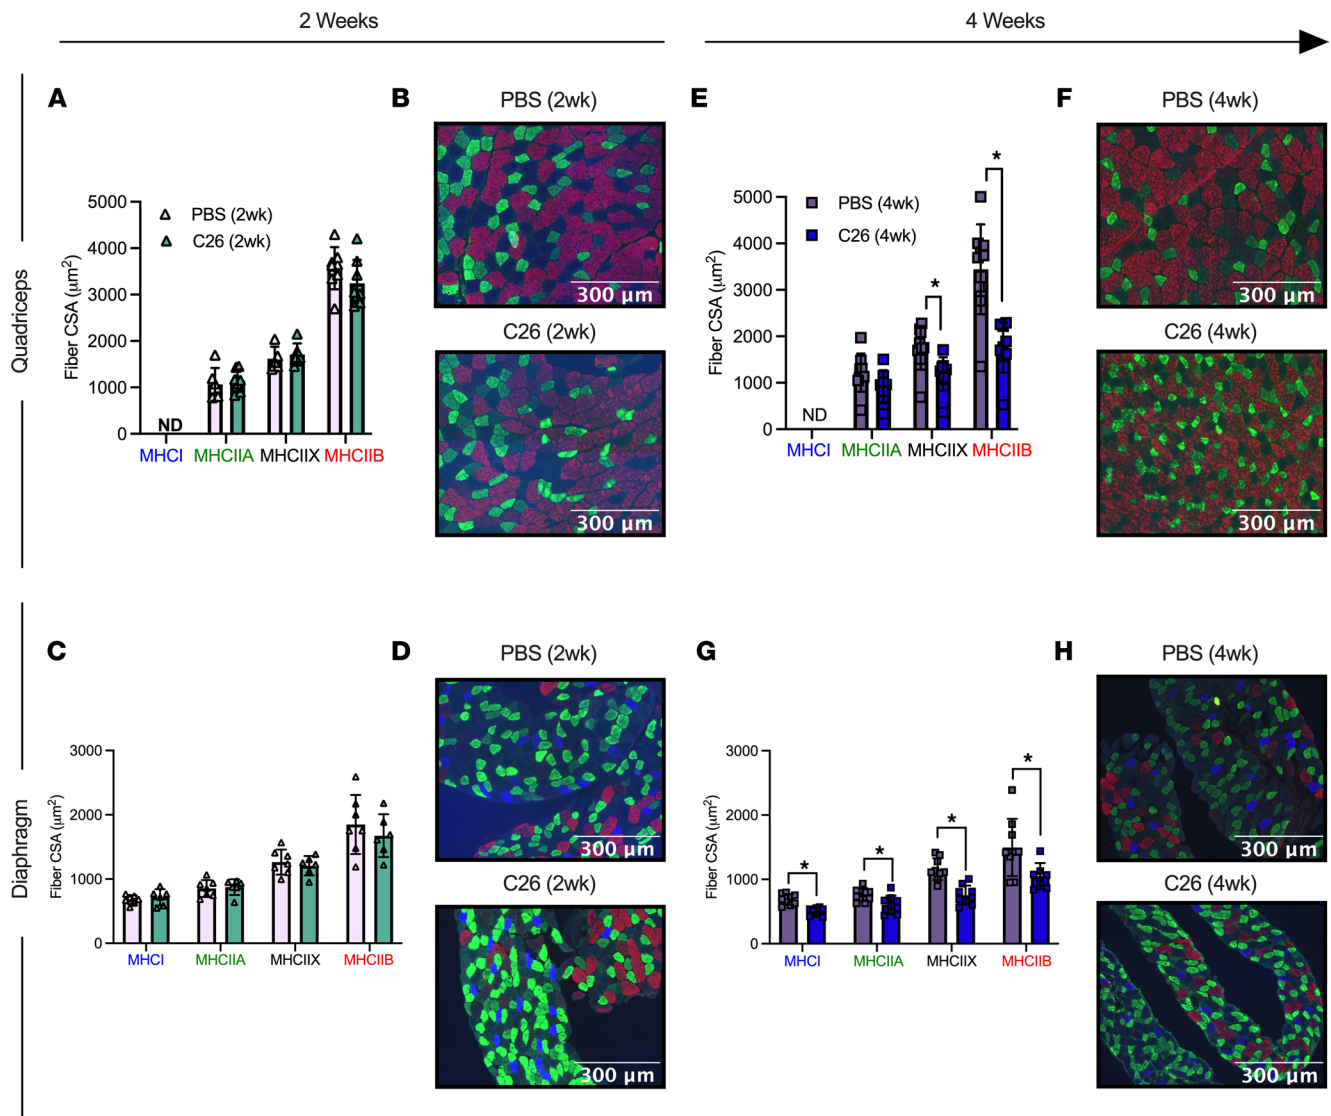 2 Weeks
4 Weeks
Quadriceps
A
Fiber CSA (µm²)
5000
4000
3000
2000
1000
0
PBS (2wk)
C26 (2wk)
ND
MHCI MHCIIA MHCIIX MHCIIB
B
PBS (2wk)
300 µm
C26 (2wk)
300 µm
E
Fiber CSA (µm²)
5000
4000
3000
2000
1000
0
PBS (4wk)
C26 (4wk)
*
*
ND
MHCI MHCIIA MHCIIX MHCIIB
F
PBS (4wk)
300 µm
C26 (4wk)
300 µm
Diaphragm
C
Fiber CSA (µm²)
3000
2000
1000
0
MHCI MHCIIA MHCIIX MHCIIB
D
PBS (2wk)
300 µm
C26 (2wk)
300 µm
G
Fiber CSA (µm²)
3000
2000
1000
0
*
*
*
*
MHCI MHCIIA MHCIIX MHCIIB
H
PBS (4wk)
300 µm
C26 (4wk)
300 µm